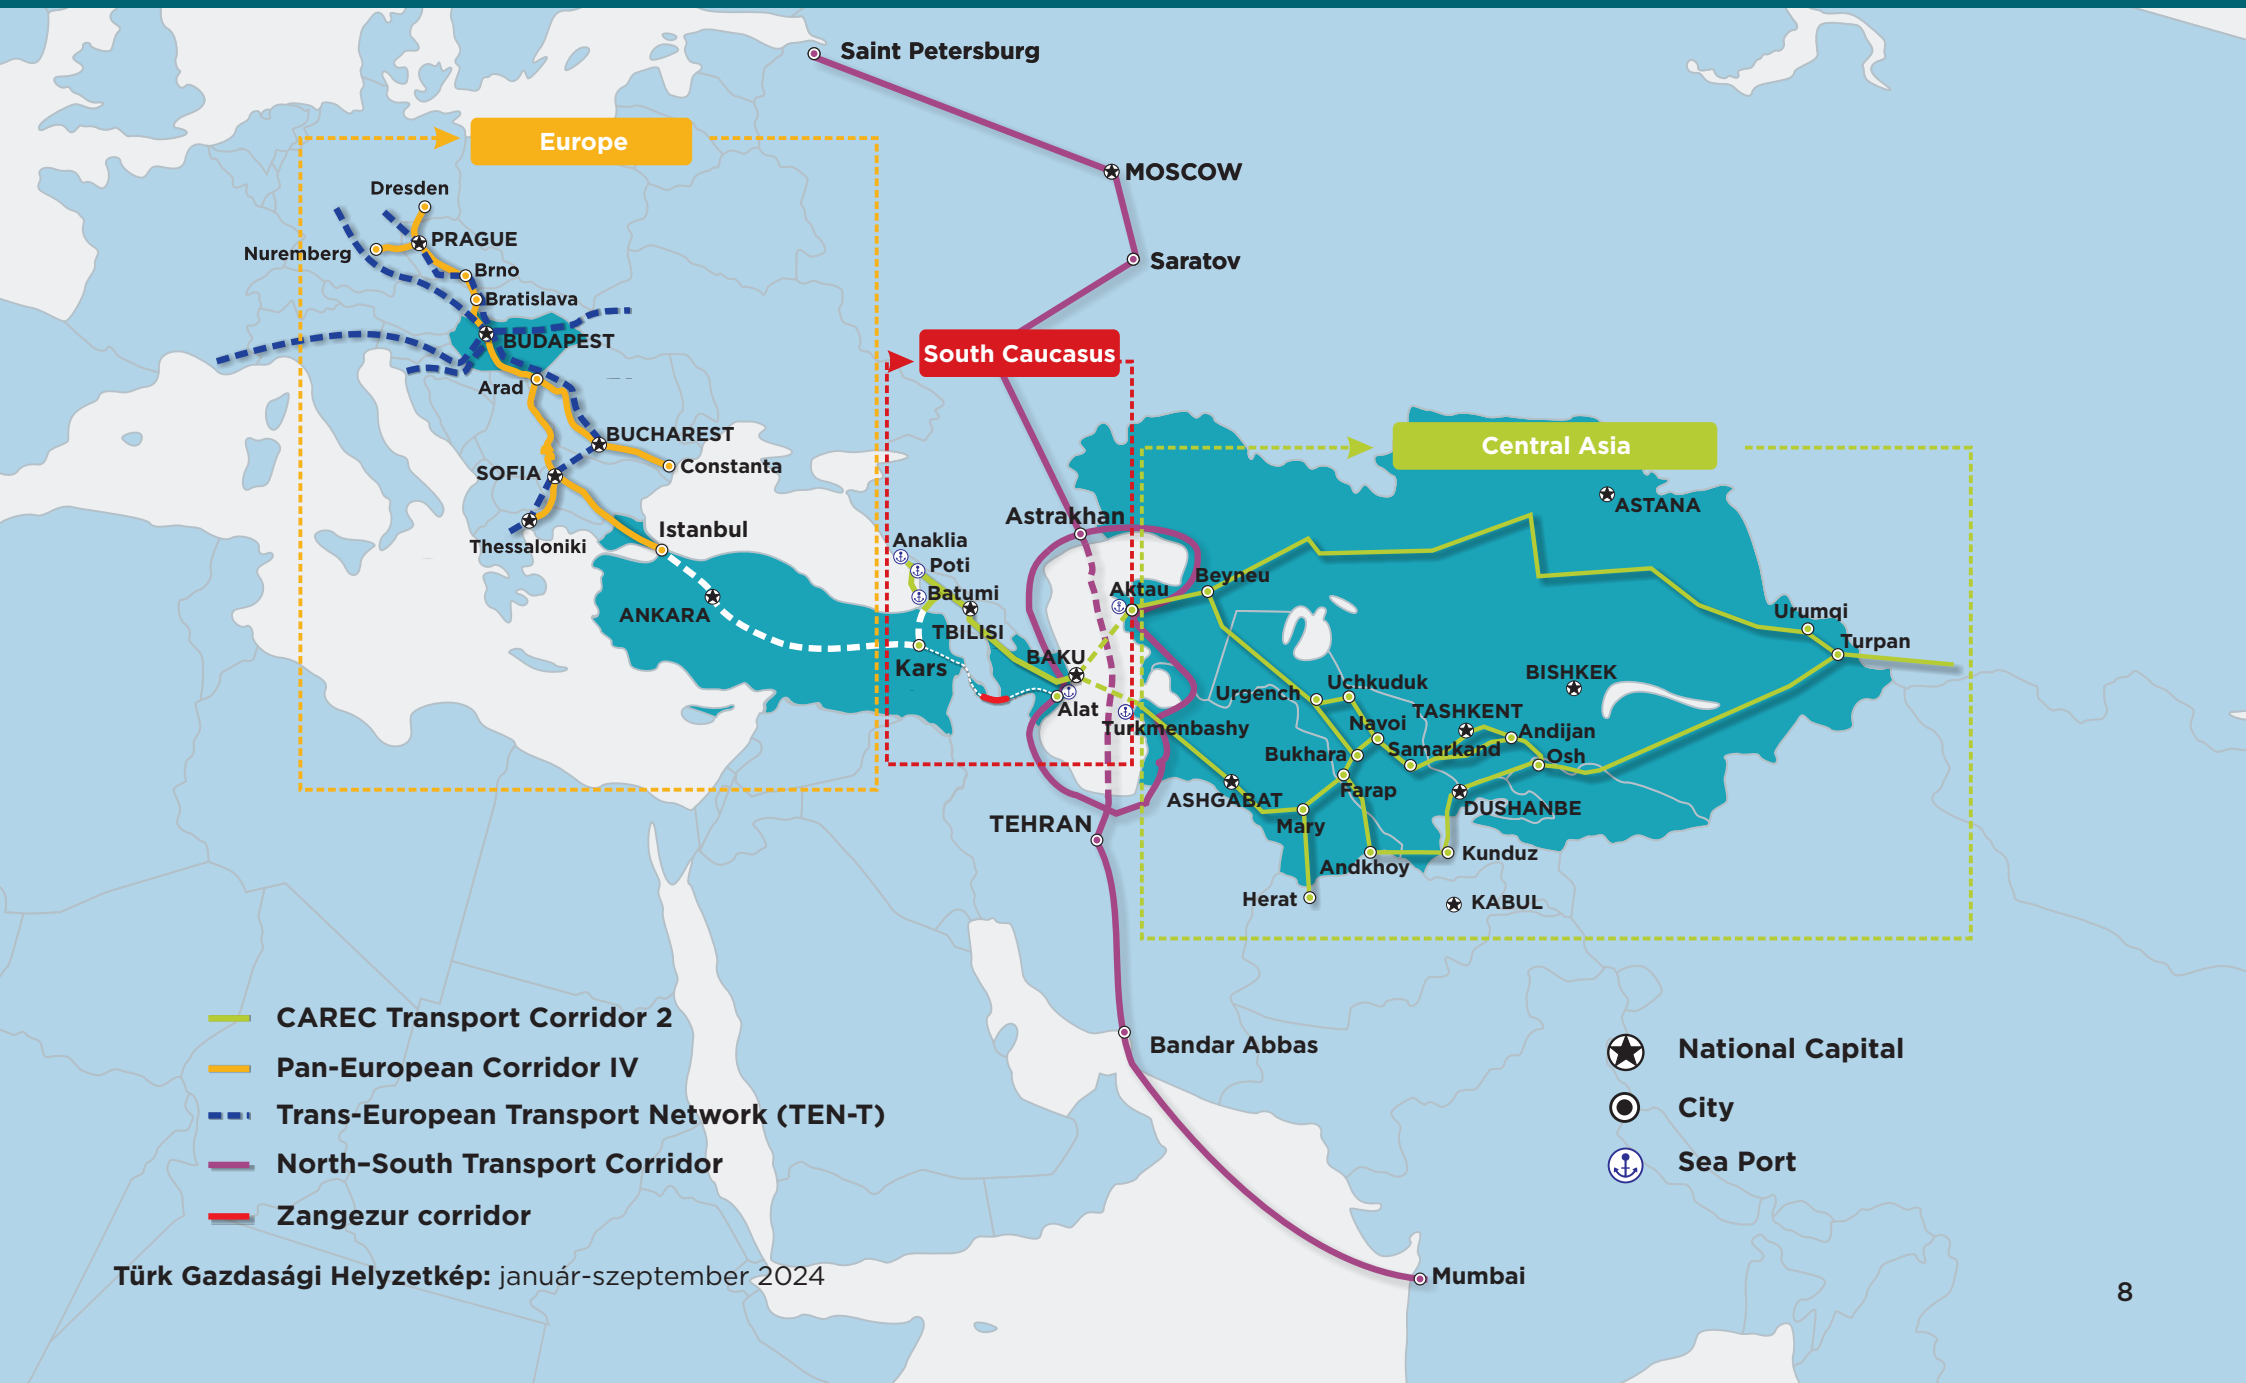 Saint Petersburg
MOSCOW
Saratov
Europe
Dresden
PRAGUE
Nuremberg
Brno
Bratislava
BUDAPEST
Arad
BUCHAREST
Constanta
SOFIA
Thessaloniki
Istanbul
ANKARA
South Caucasus
Astrakhan
Anaklia
Poti
Batumi
TBILISI
Kars
BAKU
Alat
Aktau
Turkmenbashy
TEHRAN
Bandar Abbas
Mumbai
Central Asia
ASTANA
Beyneu
Urumqi
Turpan
BISHKEK
Urgench
Uchkuduk
TASHKENT
Navoi
Andijan
Bukhara
Samarkand
Osh
Farap
ASHGABAT
DUSHANBE
Mary
Andkhoy
Kunduz
Herat
KABUL
CAREC Transport Corridor 2
Pan-European Corridor IV
Trans-European Transport Network (TEN-T)
North–South Transport Corridor
Zangezur corridor
National Capital
City
Sea Port
Türk Gazdasági Helyzetkép: január-szeptember 2024
8